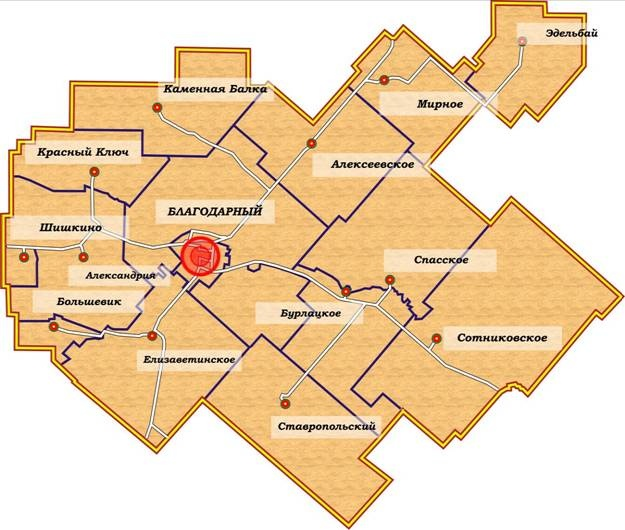 Эдельбай
Каменная Балка
Мирное
Красный Ключ
Алексеевское
БЛАГОДАРНЫЙ
Шишкино
Спасское
Александрия
Большевик
Бурлацкое
Сотниковское
Елизаветинское
Ставропольский